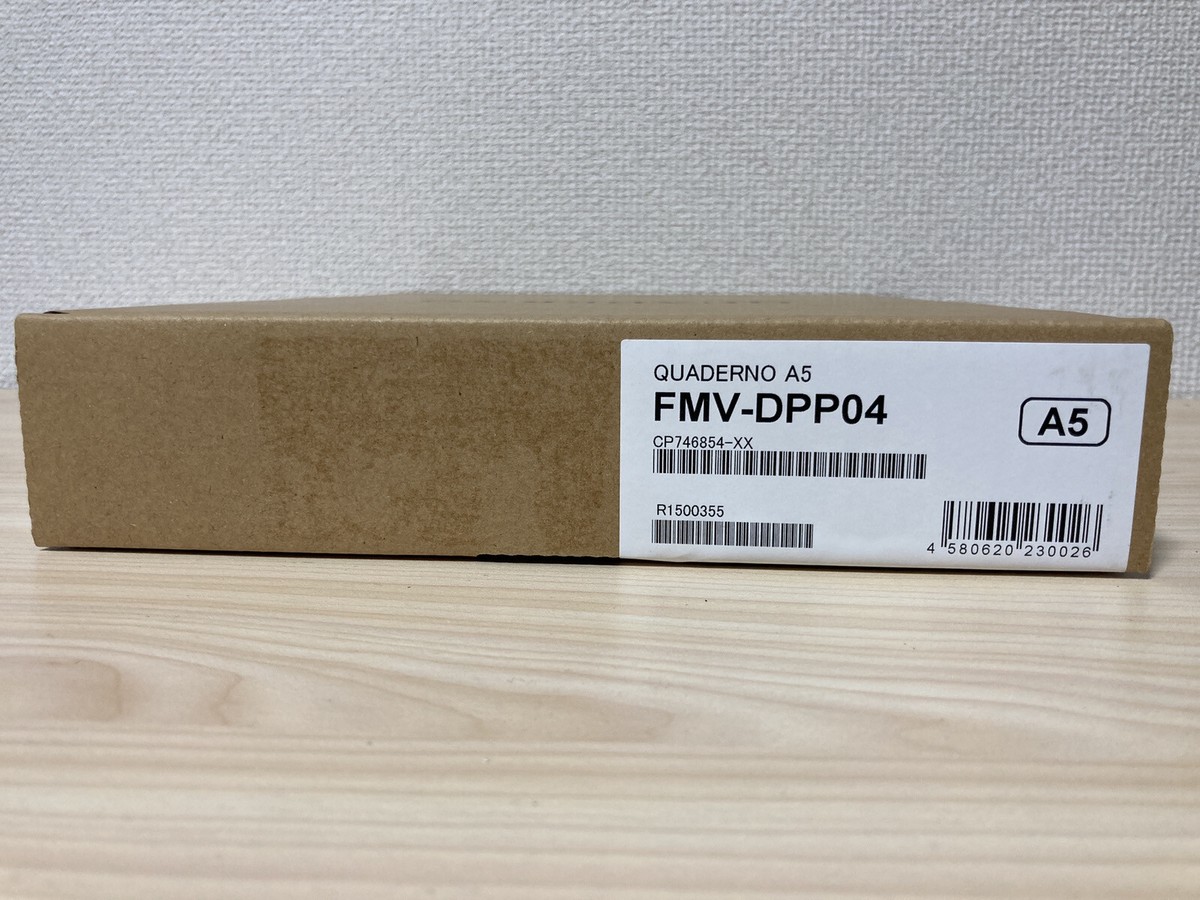 QUADERNO A5
FMV-DPP04
A5
CP746854-XX
R1500355
4 580620 230026